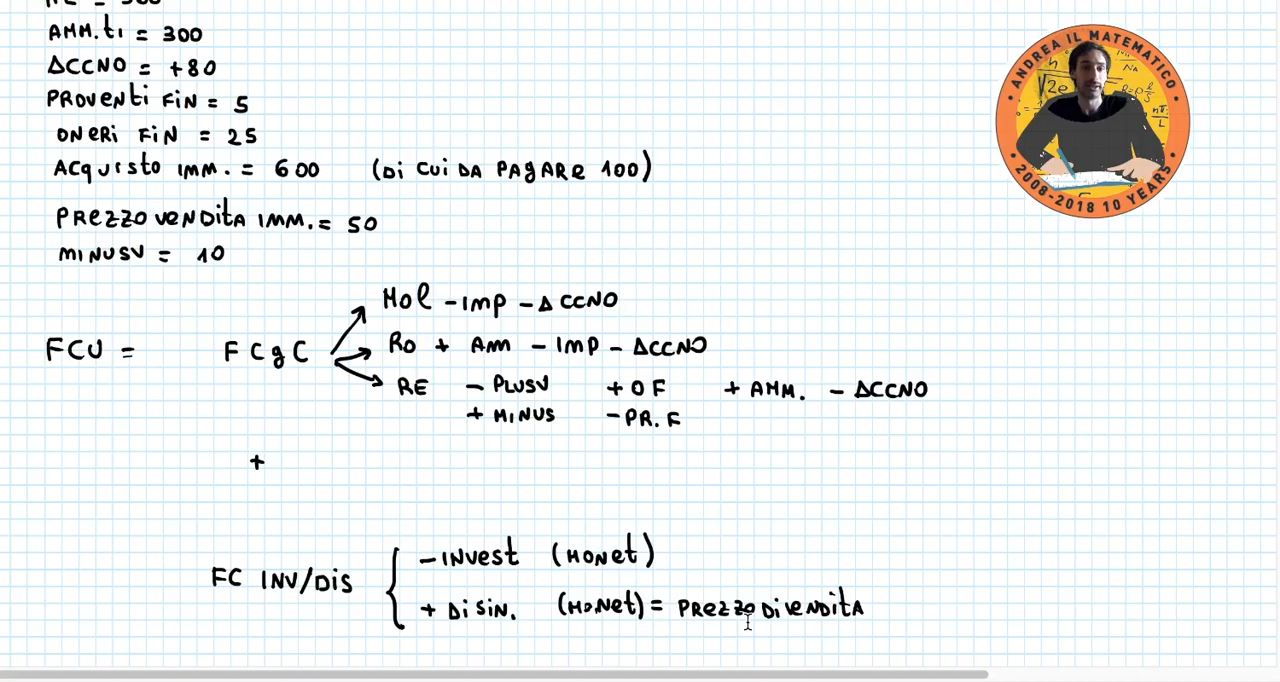 AMM.ti = 300
ΔCCNO = +80
PROVENTI FIN = 5
ONERI FIN = 25
ACQUISTO IMM. = 600 (DI CUI DA PAGARE 100)
PREZZO VENDITA IMM. = 50
MINUSV = 10
MOL - IMP - ΔCCNO
FCU = FCgC RO + AM - IMP - ΔCCNO
RE - PLUSV + OF + AMM. - ΔCCNO
+ MINUS - PR.F
+
- INVEST (MONET)
FC INV/DIS
+ DISIN. (MONET) = PREZZO DI VENDITA
• ANDREA IL MATEMATICO •
2008-2018 10 YEARS